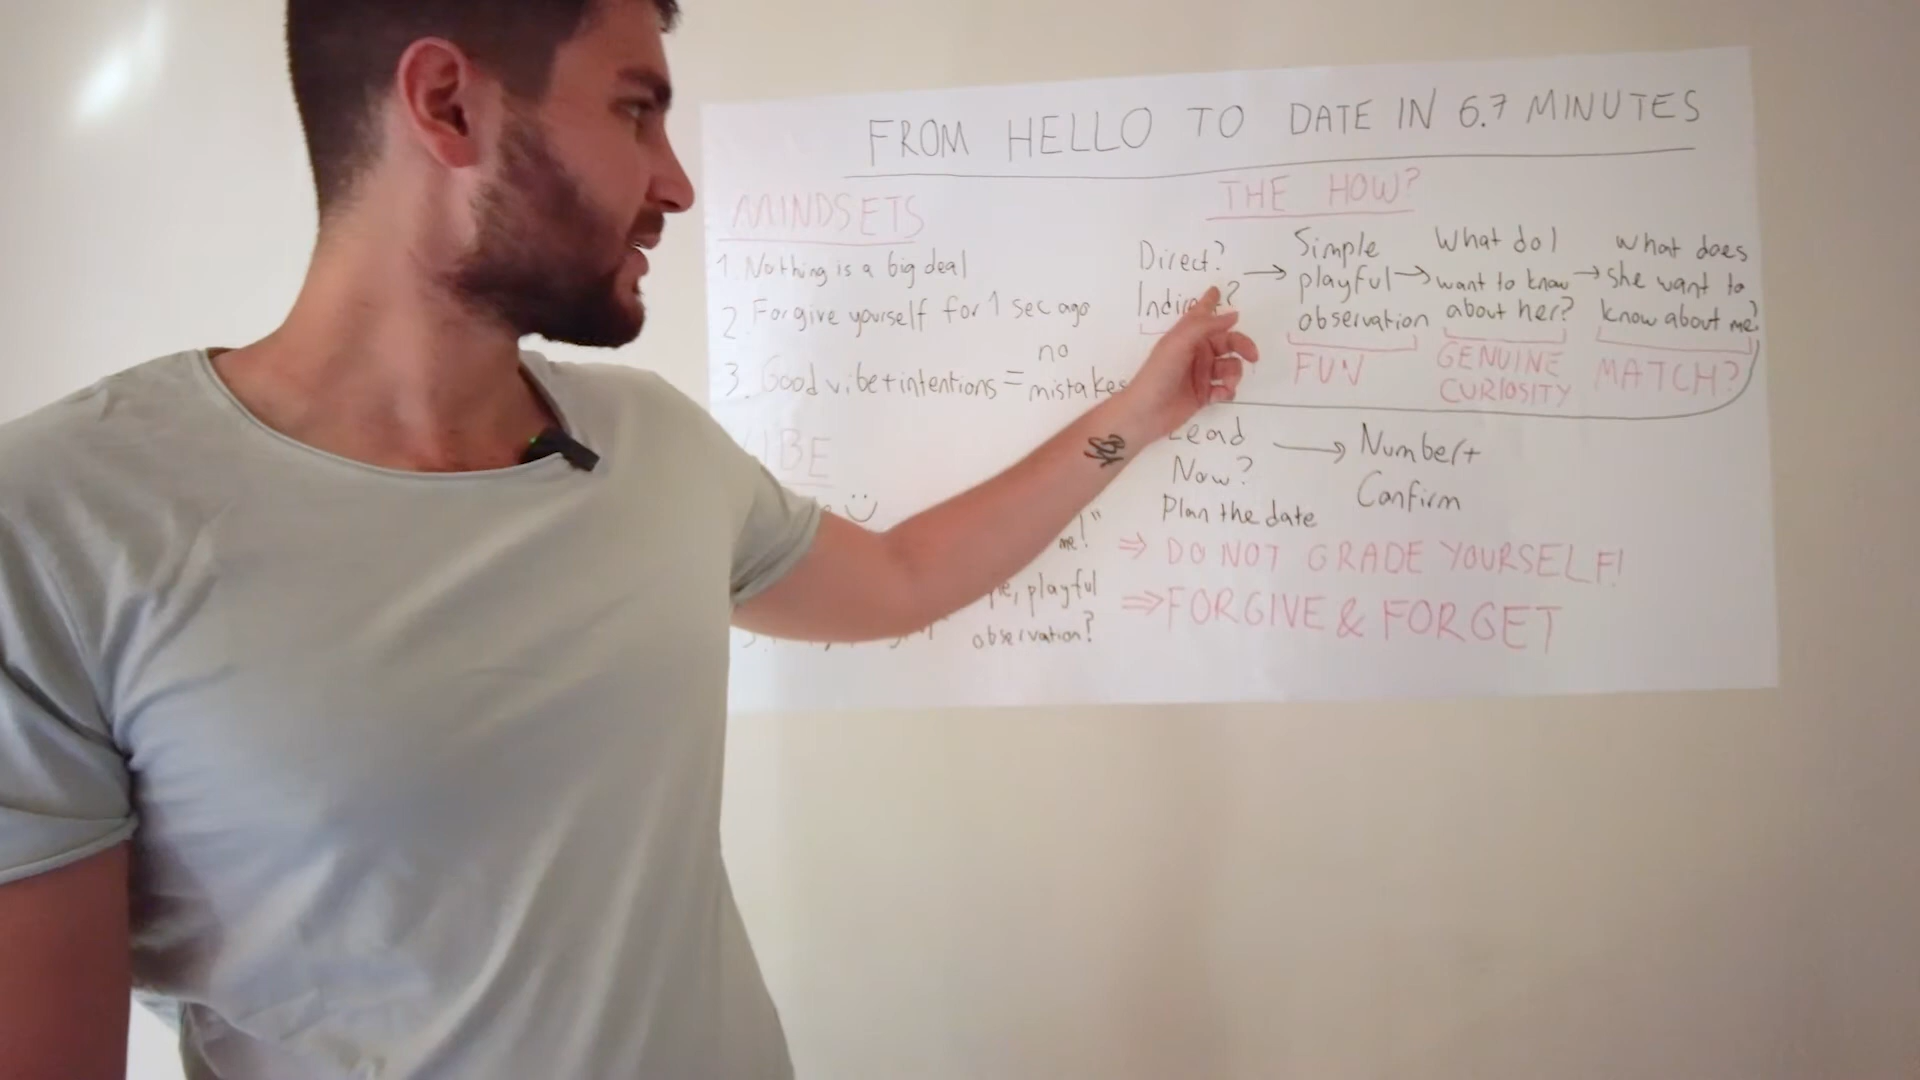 FROM HELLO TO DATE IN 6.7 MINUTES
MINDSETS
1. Nothing is a big deal
2. Forgive yourself for 1 sec ago
3. Good vibe + intentions = no mistakes
IBE
:)
me!"
playful
observation?
THE HOW?
Direct?
Indirect?
→ Simple
playful
observation
FUN
→ What do I
want to know
about her?
GENUINE
CURIOSITY
→ What does
she want to
know about me?
MATCH?
Lead
Now?
Plan the date
→ Number +
Confirm
⇒ DO NOT GRADE YOURSELF!
⇒ FORGIVE & FORGET